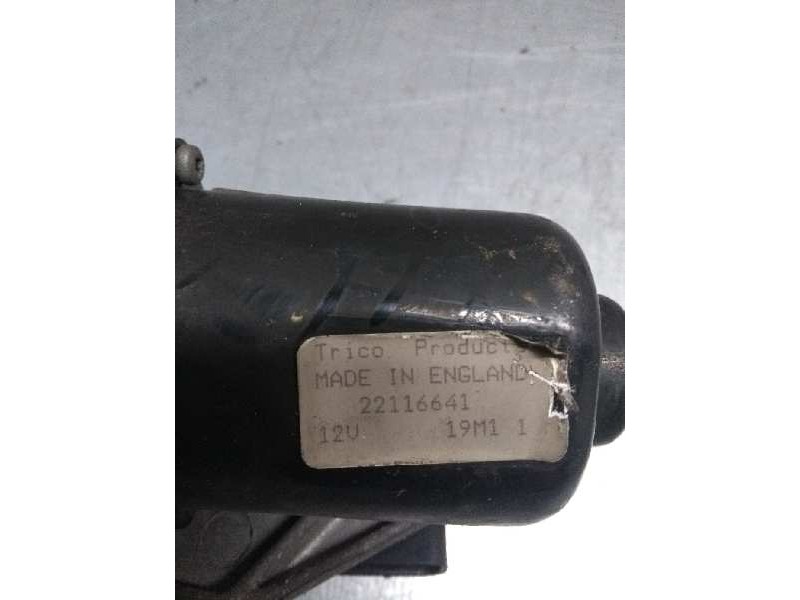 Trico Product
MADE IN ENGLAND
22116641
12V 19M1 1